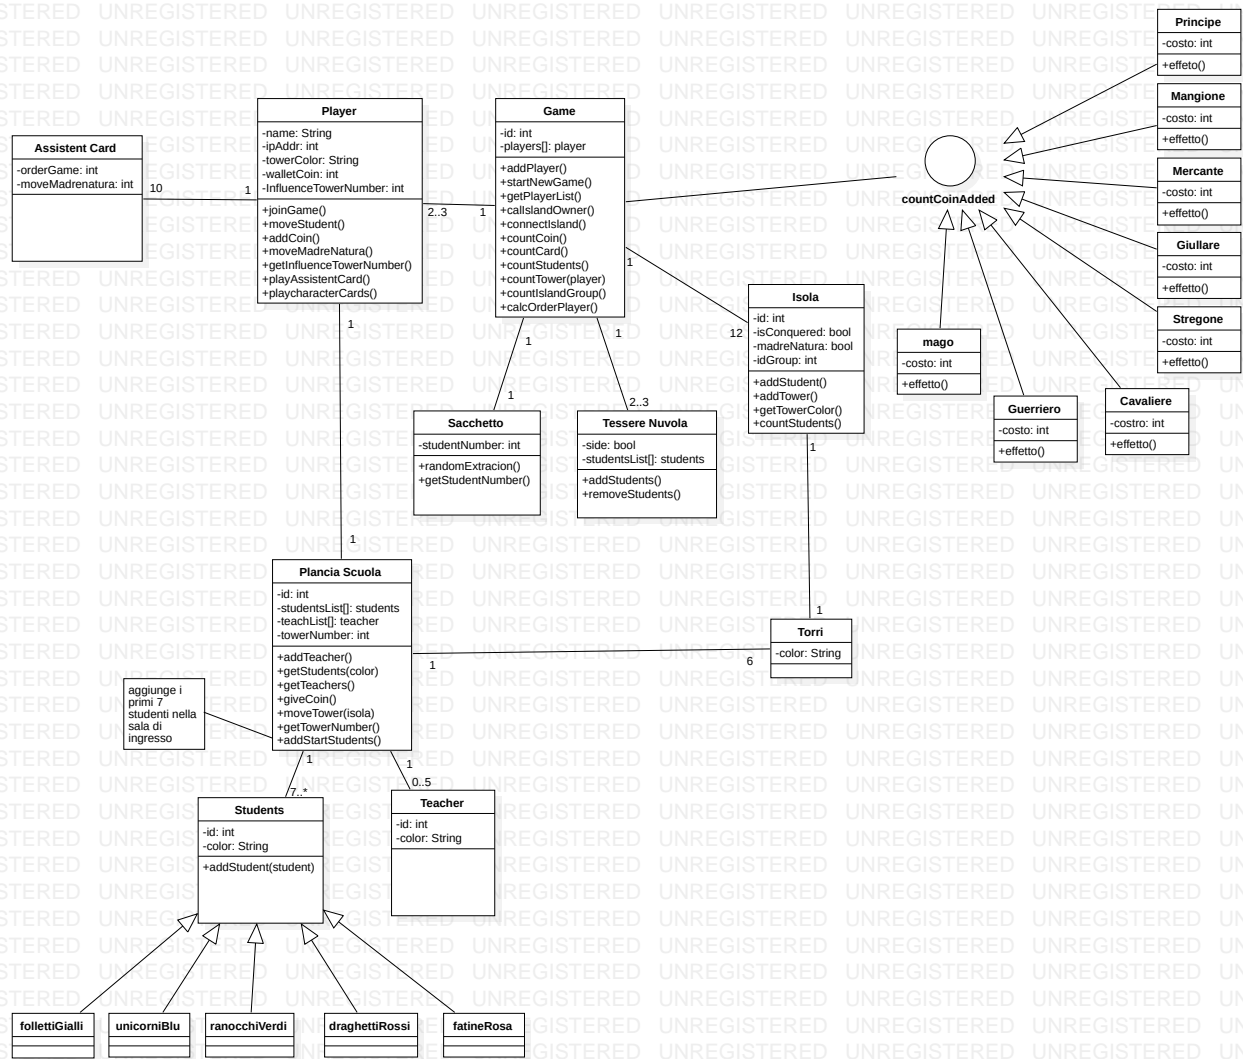 UNREGISTERED
Principe
-costo: int
+effeto()
Mangione
-costo: int
+effetto()
Mercante
-costo: int
+effetto()
Giullare
-costo: int
+effetto()
Stregone
-costo: int
+effetto()
countCoinAdded
mago
-costo: int
+effetto()
Guerriero
-costo: int
+effetto()
Cavaliere
-costro: int
+effetto()
Assistent Card
-orderGame: int
-moveMadrenatura: int
10
1
Player
-name: String
-ipAddr: int
-towerColor: String
-walletCoin: int
-InfluenceTowerNumber: int
+joinGame()
+moveStudent()
+addCoin()
+moveMadreNatura()
+getInfluenceTowerNumber()
+playAssistentCard()
+playcharacterCards()
2..3
1
Game
-id: int
-players[]: player
+addPlayer()
+startNewGame()
+getPlayerList()
+callslandOwner()
+connectIsland()
+countCoin()
+countCard()
+countStudents()
+countTower(player)
+countIslandGroup()
+calcOrderPlayer()
1
12
Isola
-id: int
-isConquered: bool
-madreNatura: bool
-idGroup: int
+addStudent()
+addTower()
+getTowerColor()
+countStudents()
1
1
1
1
1
2..3
Sacchetto
-studentNumber: int
+randomExtracion()
+getStudentNumber()
Tessere Nuvola
-side: bool
-studentsList[]: students
+addStudents()
+removeStudents()
1
1
Plancia Scuola
-id: int
-studentsList[]: students
-teachList[]: teacher
-towerNumber: int
+addTeacher()
+getStudents(color)
+getTeachers()
+giveCoin()
+moveTower(isola)
+getTowerNumber()
+addStartStudents()
1
6
Torri
-color: String
aggiunge i
primi 7
studenti nella
sala di
ingresso
1
7..*
1
0..5
Students
-id: int
-color: String
+addStudent(student)
Teacher
-id: int
-color: String
follettiGialli
unicorniBlu
ranocchiVerdi
draghettiRossi
fatineRosa